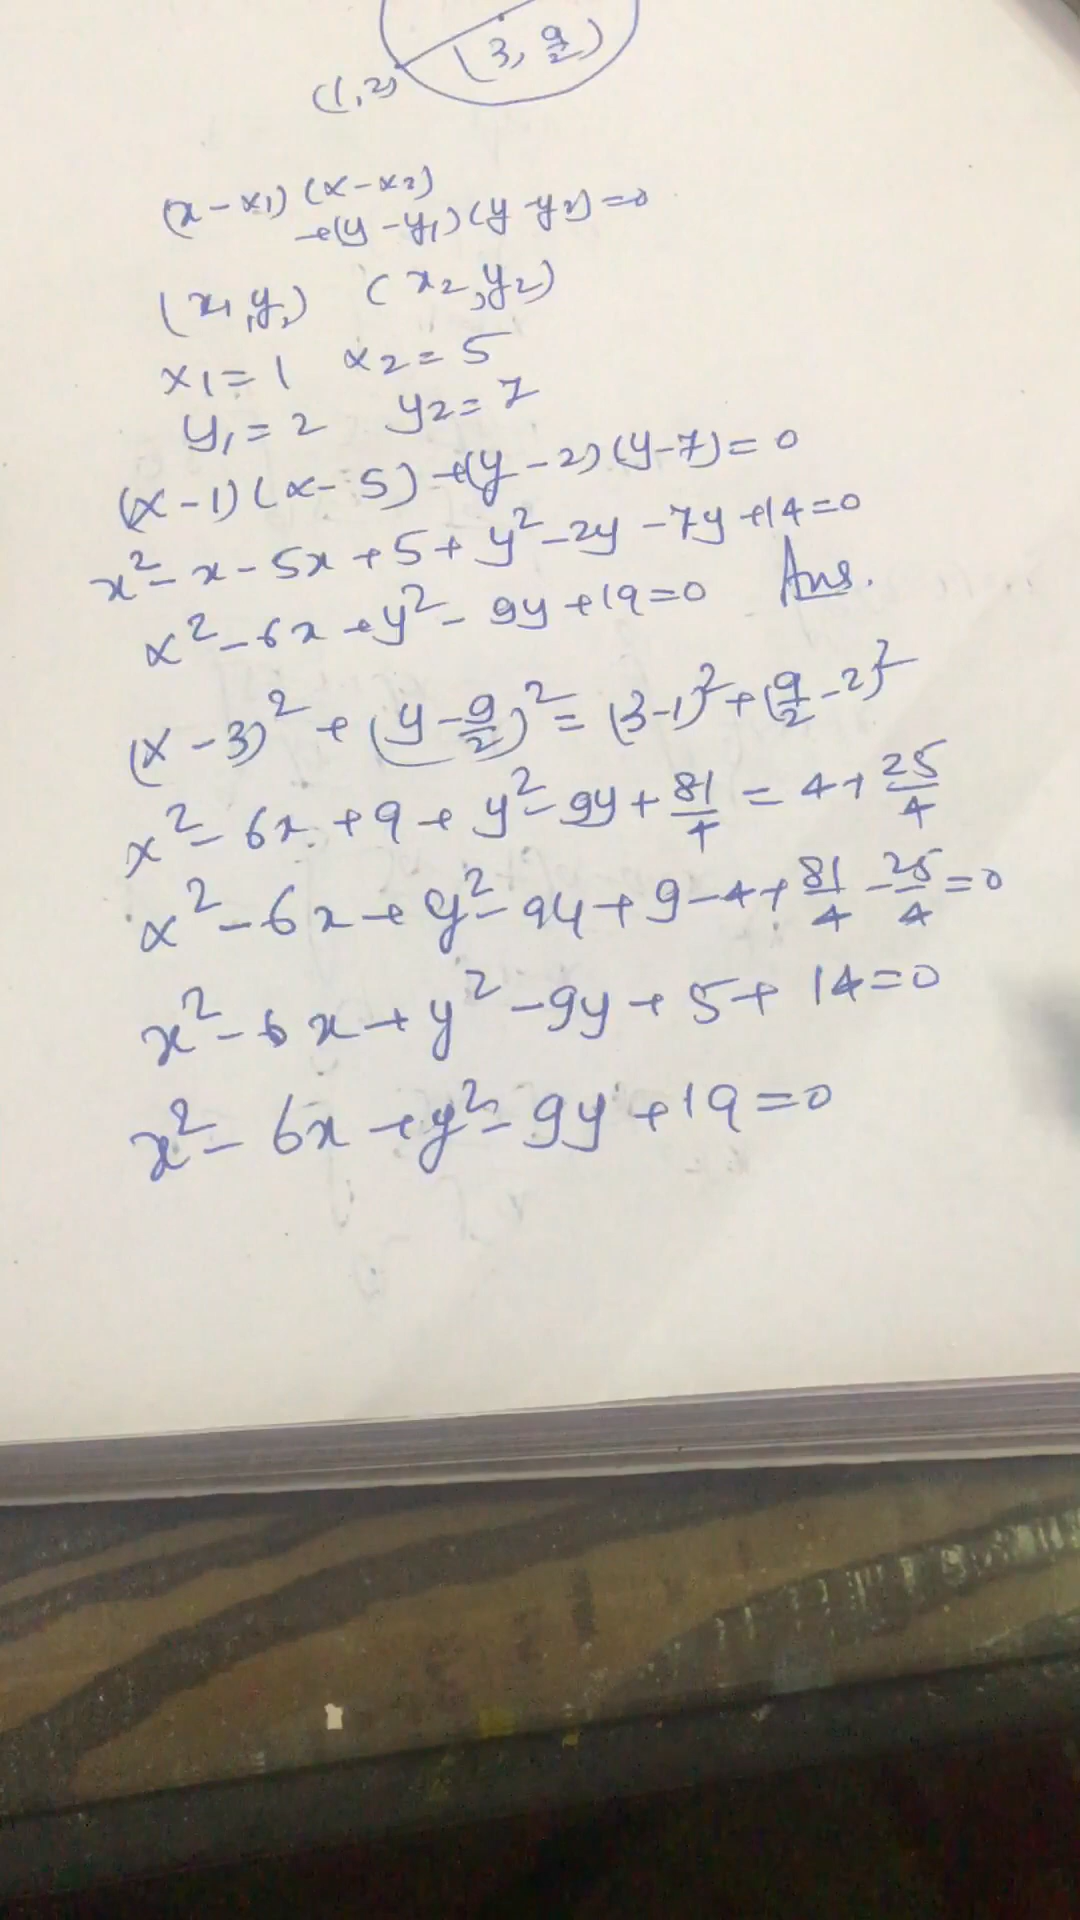 (3, 9/2)
(1,2)
(x-x1) (x-x2)
+(y-y1)(y-y2)=0
(x1,y1) (x2,y2)
x1=1 x2=5
y1=2 y2=7
(x-1)(x-5)+(y-2)(y-7)=0
x²-x-5x+5+y²-2y-7y+14=0
x²-6x+y²-9y+19=0 Ans.
(x-3)²+(y-9/2)²=(3-1)²+(9/2-2)²
x²-6x+9+y²-9y+81/4=4+25/4
x²-6x+y²-9y+9-4+81/4-25/4=0
x²-6x+y²-9y+5+14=0
x²-6x+y²-9y+19=0